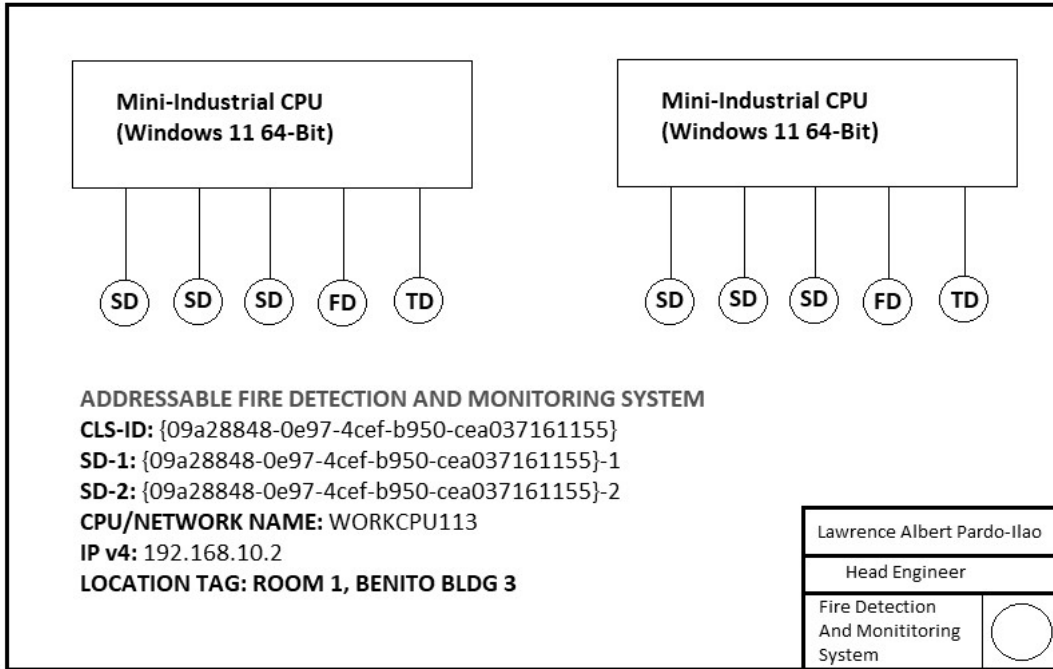 Mini-Industrial CPU
(Windows 11 64-Bit)
Mini-Industrial CPU
(Windows 11 64-Bit)
SD
SD
SD
FD
TD
SD
SD
SD
FD
TD
ADDRESSABLE FIRE DETECTION AND MONITORING SYSTEM
CLS-ID: {09a28848-0e97-4cef-b950-cea037161155}
SD-1: {09a28848-0e97-4cef-b950-cea037161155}-1
SD-2: {09a28848-0e97-4cef-b950-cea037161155}-2
CPU/NETWORK NAME: WORKCPU113
IP v4: 192.168.10.2
LOCATION TAG: ROOM 1, BENITO BLDG 3
Lawrence Albert Pardo-Ilao
Head Engineer
Fire Detection
And Monititoring
System